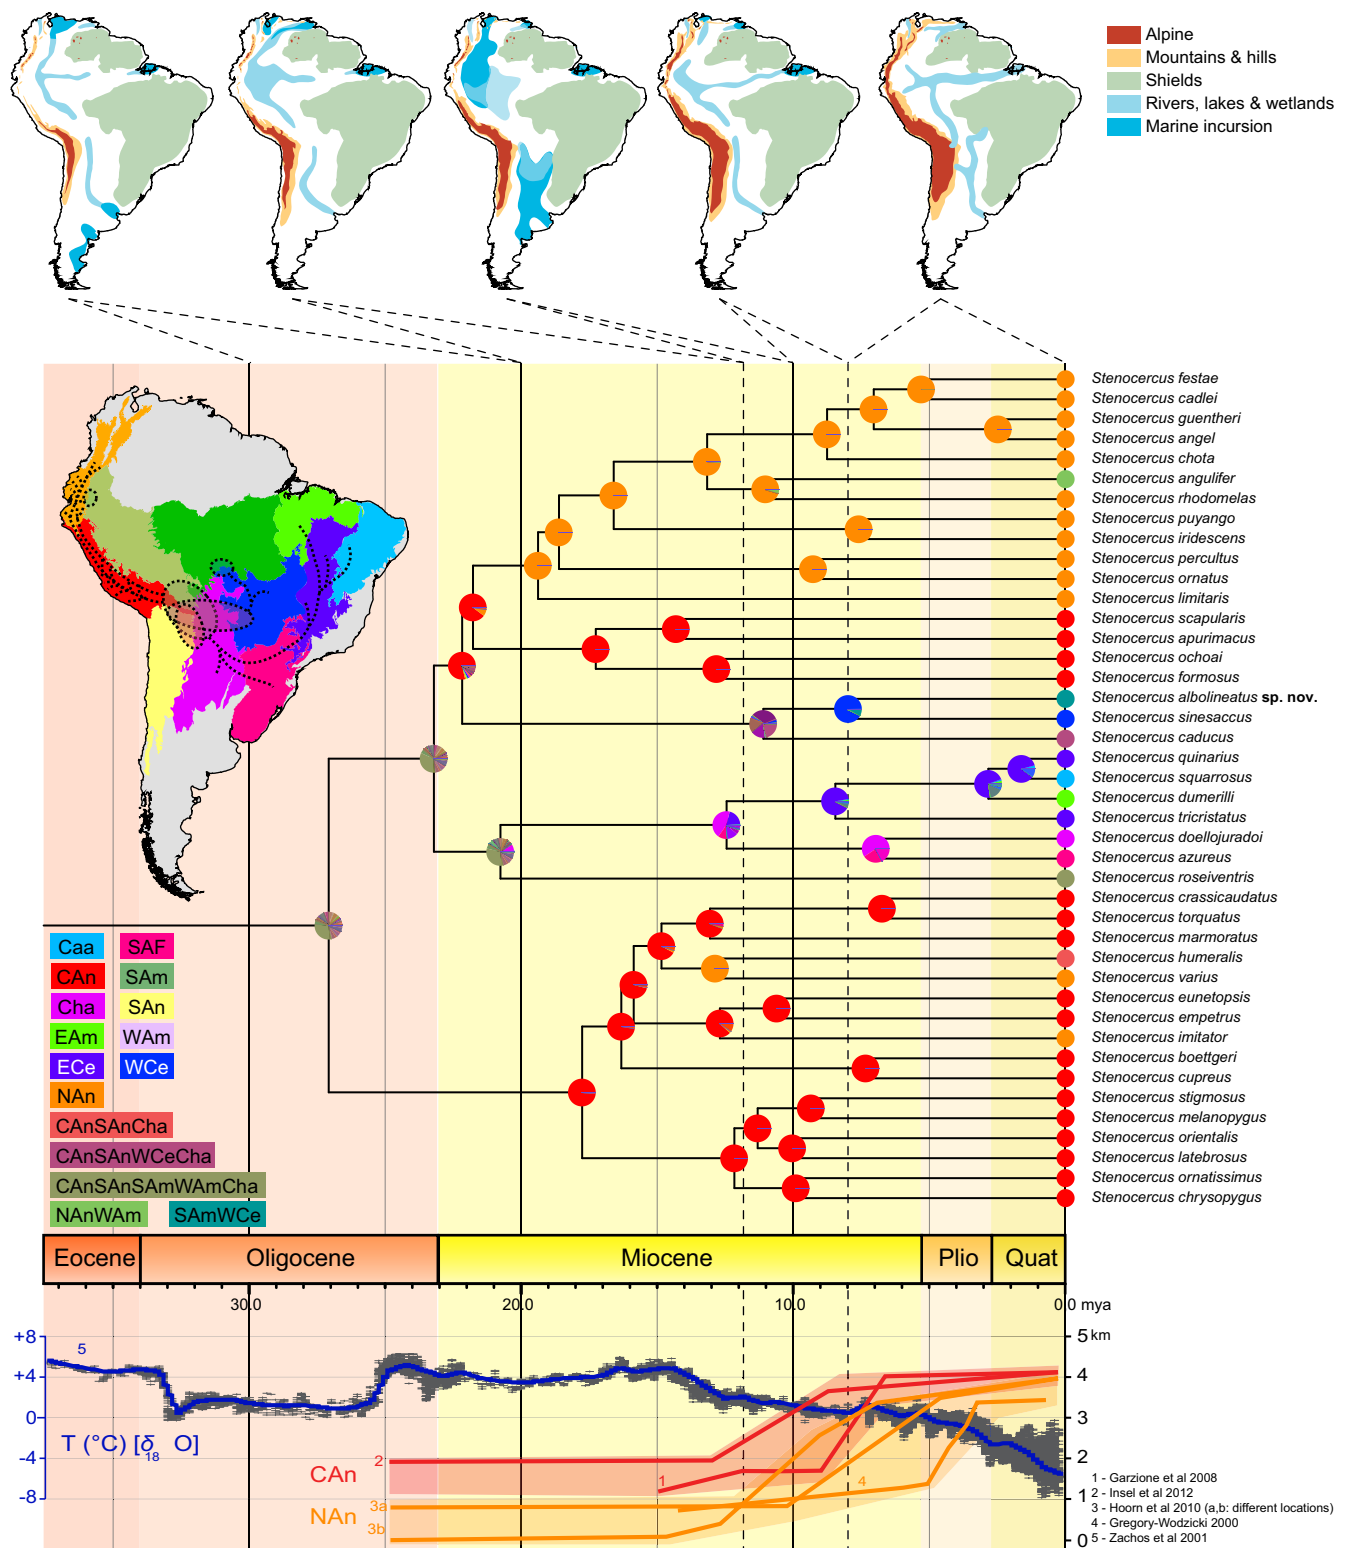 Alpine
Mountains & hills
Shields
Rivers, lakes & wetlands
Marine incursion
Stenocercus festae
Stenocercus cadlei
Stenocercus guentheri
Stenocercus angel
Stenocercus chota
Stenocercus angulifer
Stenocercus rhodomelas
Stenocercus puyango
Stenocercus iridescens
Stenocercus percultus
Stenocercus ornatus
Stenocercus limitaris
Stenocercus scapularis
Stenocercus apurimacus
Stenocercus ochoai
Stenocercus formosus
Stenocercus albolineatus sp. nov.
Stenocercus sinesaccus
Stenocercus caducus
Stenocercus quinarius
Stenocercus squarrosus
Stenocercus dumerilli
Stenocercus tricristatus
Stenocercus doellojuradoi
Stenocercus azureus
Stenocercus roseiventris
Stenocercus crassicaudatus
Stenocercus torquatus
Stenocercus marmoratus
Stenocercus humeralis
Stenocercus varius
Stenocercus eunetopsis
Stenocercus empetrus
Stenocercus imitator
Stenocercus boettgeri
Stenocercus cupreus
Stenocercus stigmosus
Stenocercus melanopygus
Stenocercus orientalis
Stenocercus latebrosus
Stenocercus ornatissimus
Stenocercus chrysopygus
Caa SAF
CAn SAm
Cha SAn
EAm WAm
ECe WCe
NAn
CAnSAnCha
CAnSAnWCeCha
CAnSAnSAmWAmCha
NAnWAm SAmWCe
Eocene Oligocene Miocene Plio Quat
30.0 20.0 10.0 0.0 mya
+8 5 km
5
+4 4
0 3
T (°C) [δ18 O]
-4 2
CAn 2
1 4
-8 1
NAn 3a
3b
0
1 - Garzione et al 2008
2 - Insel et al 2012
3 - Hoorn et al 2010 (a,b: different locations)
4 - Gregory-Wodzicki 2000
5 - Zachos et al 2001